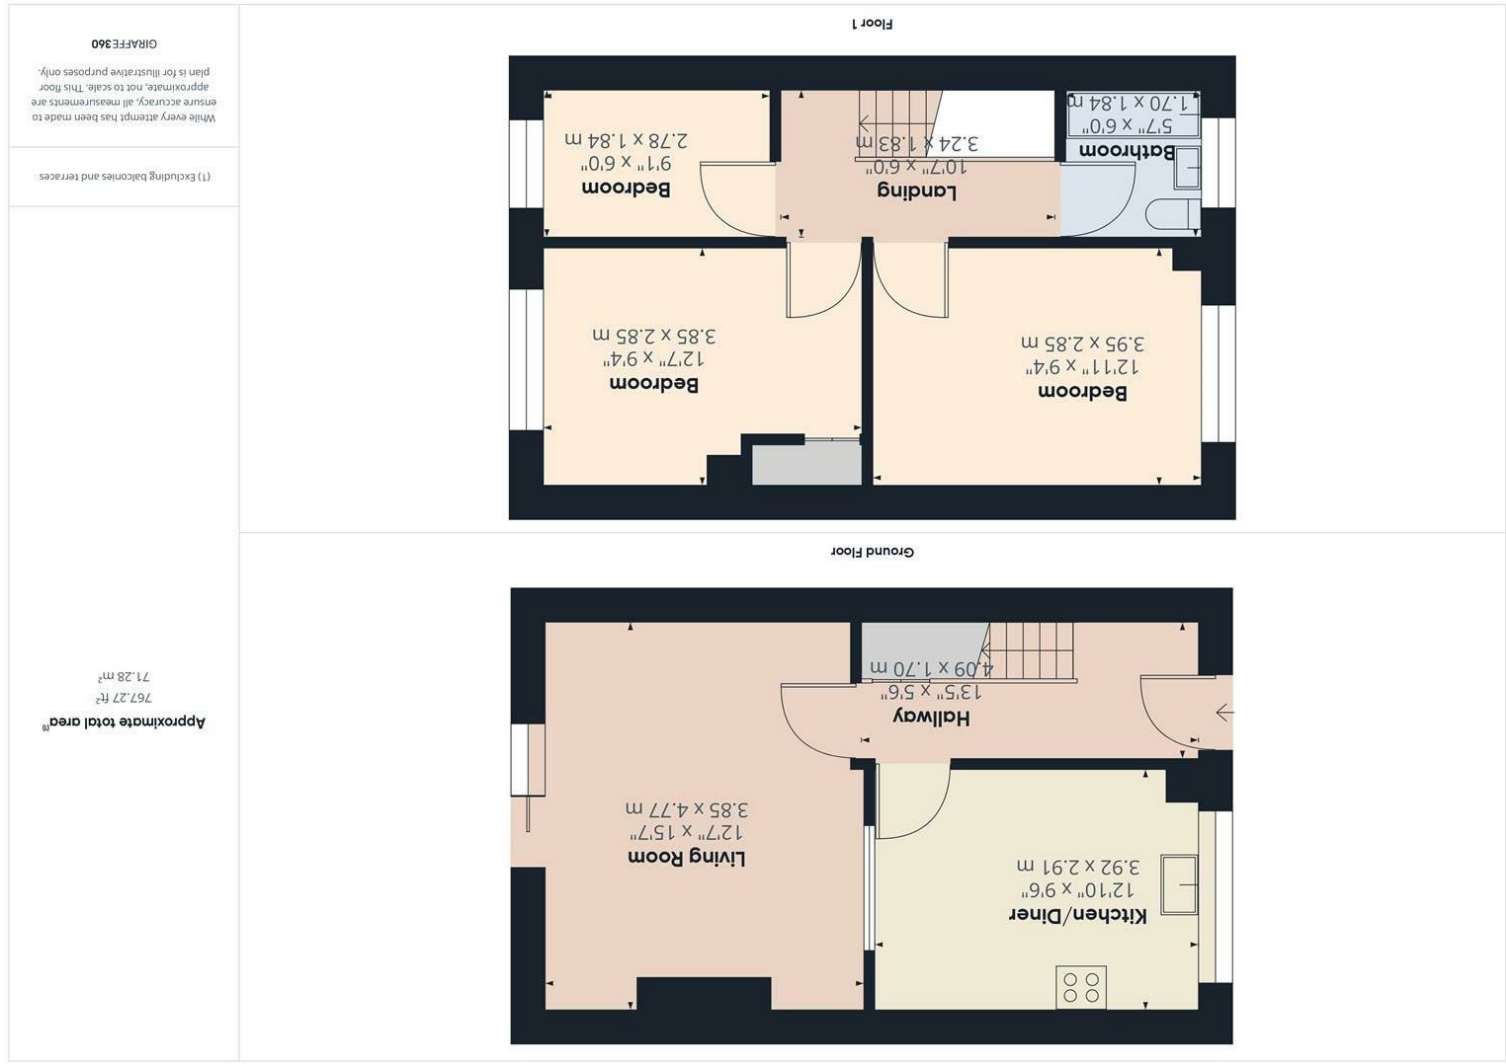 Kitchen/Diner
12'10" x 9'6"
3.92 x 2.91 m
Living Room
12'7" x 15'7"
3.85 x 4.77 m
Hallway
13'5" x 5'6"
4.09 x 1.70 m
Ground Floor
Bedroom
12'11" x 9'4"
3.95 x 2.85 m
Bedroom
12'7" x 9'4"
3.85 x 2.85 m
Bathroom
5'7" x 6'0"
1.70 x 1.84 m
Landing
10'7" x 6'0"
3.24 x 1.83 m
Bedroom
9'1" x 6'0"
2.78 x 1.84 m
Floor 1
Approximate total area(1)
767.27 ft²
71.28 m²
(1) Excluding balconies and terraces
While every attempt has been made to
ensure accuracy, all measurements are
approximate, not to scale. This floor
plan is for illustrative purposes only.
GIRAFFE360